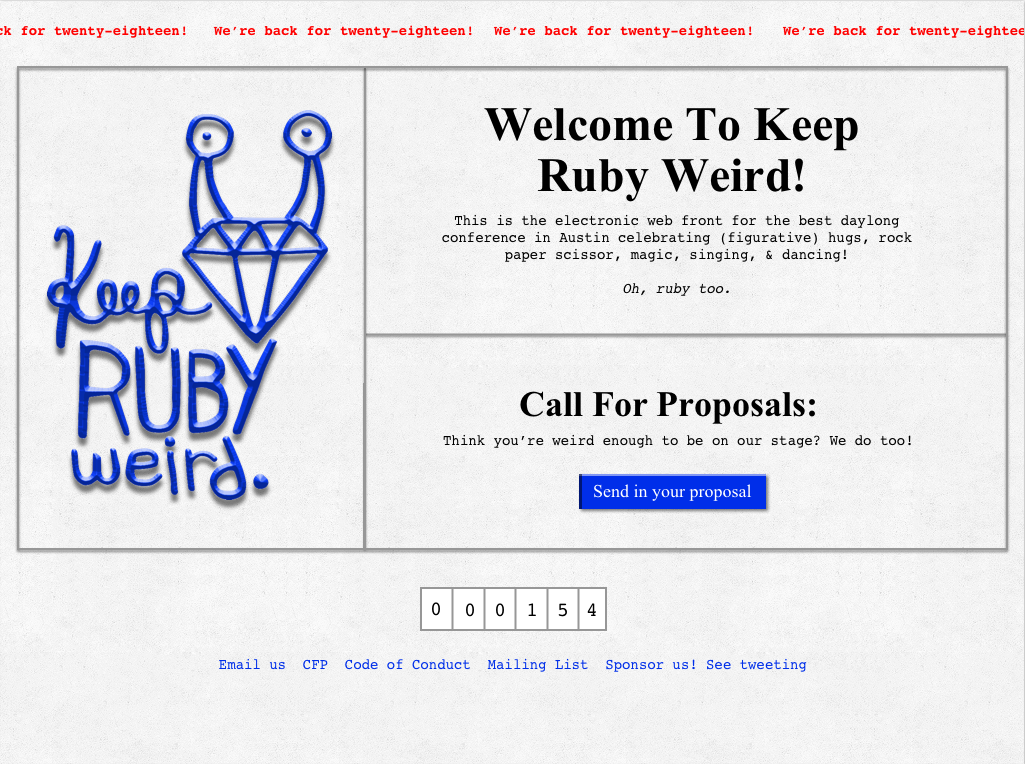 ck for twenty-eighteen! We’re back for twenty-eighteen! We’re back for twenty-eighteen! We’re back for twenty-eightee
Keep
RUBY
weird.
Welcome To Keep
Ruby Weird!
This is the electronic web front for the best daylong
conference in Austin celebrating (figurative) hugs, rock
paper scissor, magic, singing, & dancing!
Oh, ruby too.
Call For Proposals:
Think you’re weird enough to be on our stage? We do too!
Send in your proposal
0 0 0 1 5 4
Email us CFP Code of Conduct Mailing List Sponsor us! See tweeting